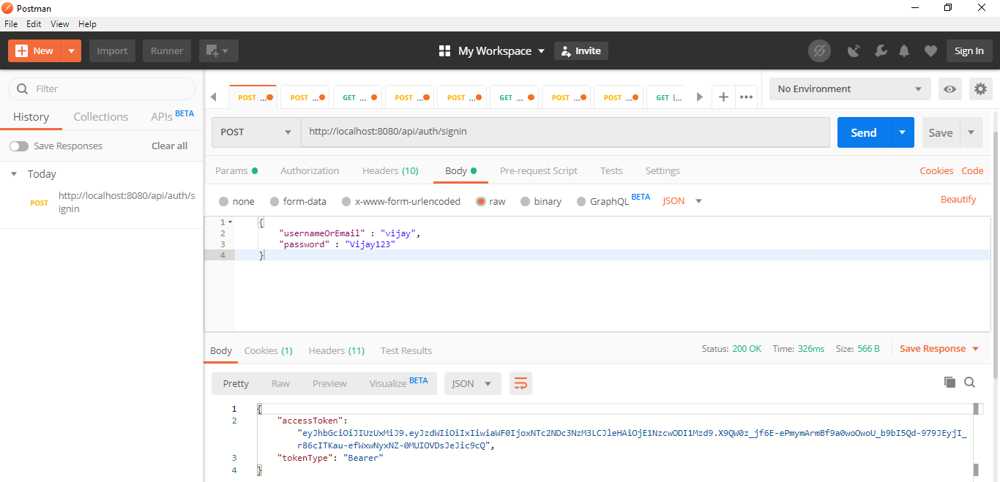 Postman
File Edit View Help
New Import Runner My Workspace Invite Sign In
Filter
History Collections APIs BETA
Save Responses Clear all
Today
POST http://localhost:8080/api/auth/s
ignin
POST ... POST ... GET ... POST ... POST ... GET ... POST ... POST ... GET l... No Environment
POST http://localhost:8080/api/auth/signin Send Save
Params Authorization Headers (10) Body Pre-request Script Tests Settings Cookies Code
none form-data x-www-form-urlencoded raw binary GraphQL BETA JSON Beautify
1 {
2 "usernameOrEmail" : "vijay",
3 "password" : "Vijay123"
4 }
Body Cookies (1) Headers (11) Test Results Status: 200 OK Time: 326ms Size: 566 B Save Response
Pretty Raw Preview Visualize BETA JSON
1 {
2 "accessToken":
"eyJhbGciOiJIUzUxMiJ9.eyJzdWIiOiIxIiwiaWF0IjoxNTc2NDc3NzM3LCJleHAiOjE1NzcwODI1Mzd9.X9QW0z_jf6E-ePmymArmBf9a0woOwoU_b9bI5Qd-979JEyjI_
r86cITKau-efWxwNyxNZ-0MUIOVDsJeJic9cQ",
3 "tokenType": "Bearer"
4 }